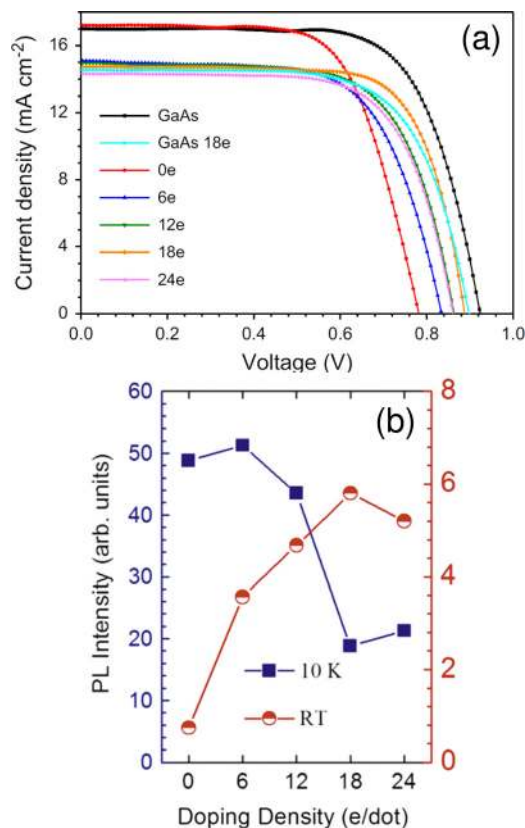 (a)
Current density (mA cm⁻²)
16
12
8
4
0
GaAs
GaAs 18e
0e
6e
12e
18e
24e
0.0 0.2 0.4 0.6 0.8 1.0
Voltage (V)
(b)
PL Intensity (arb. units)
60
50
40
30
20
10
0
8
6
4
2
0
10 K
RT
0 6 12 18 24
Doping Density (e/dot)